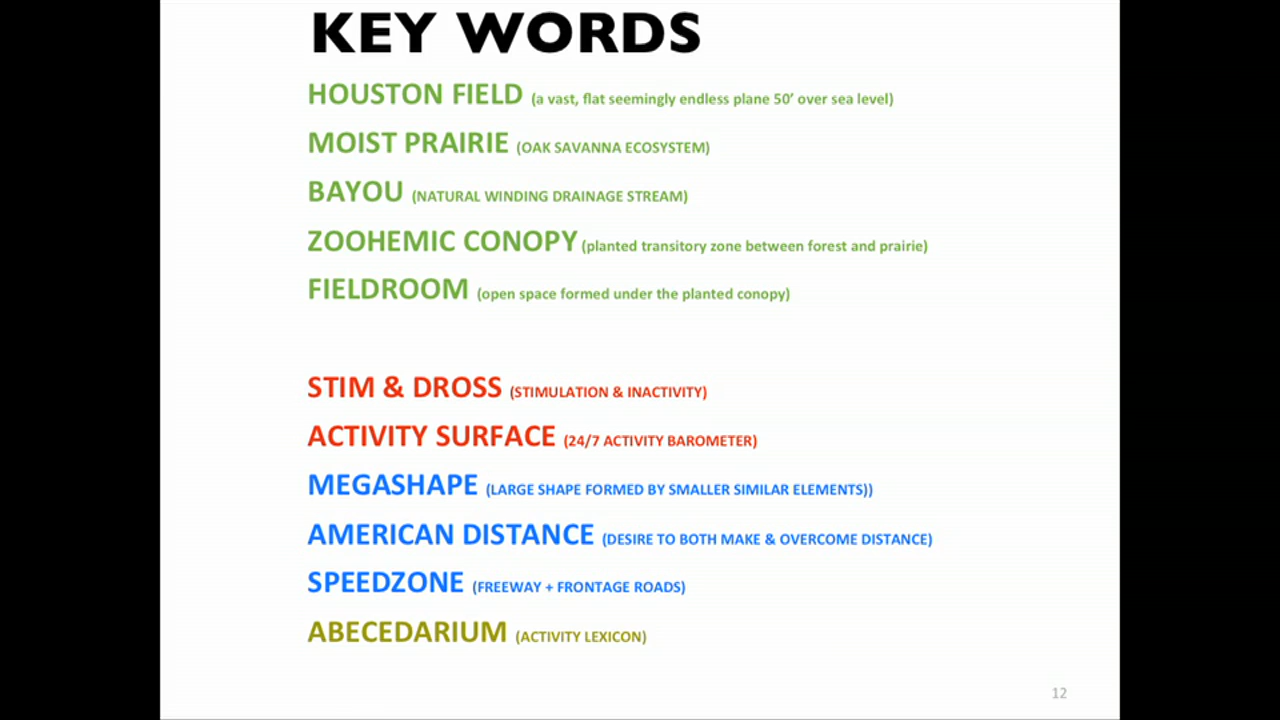 KEY WORDS
HOUSTON FIELD (a vast, flat seemingly endless plane 50’ over sea level)
MOIST PRAIRIE (OAK SAVANNA ECOSYSTEM)
BAYOU (NATURAL WINDING DRAINAGE STREAM)
ZOOHEMIC CONOPY (planted transitory zone between forest and prairie)
FIELDROOM (open space formed under the planted conopy)
STIM & DROSS (STIMULATION & INACTIVITY)
ACTIVITY SURFACE (24/7 ACTIVITY BAROMETER)
MEGASHAPE (LARGE SHAPE FORMED BY SMALLER SIMILAR ELEMENTS))
AMERICAN DISTANCE (DESIRE TO BOTH MAKE & OVERCOME DISTANCE)
SPEEDZONE (FREEWAY + FRONTAGE ROADS)
ABECEDARIUM (ACTIVITY LEXICON)
12